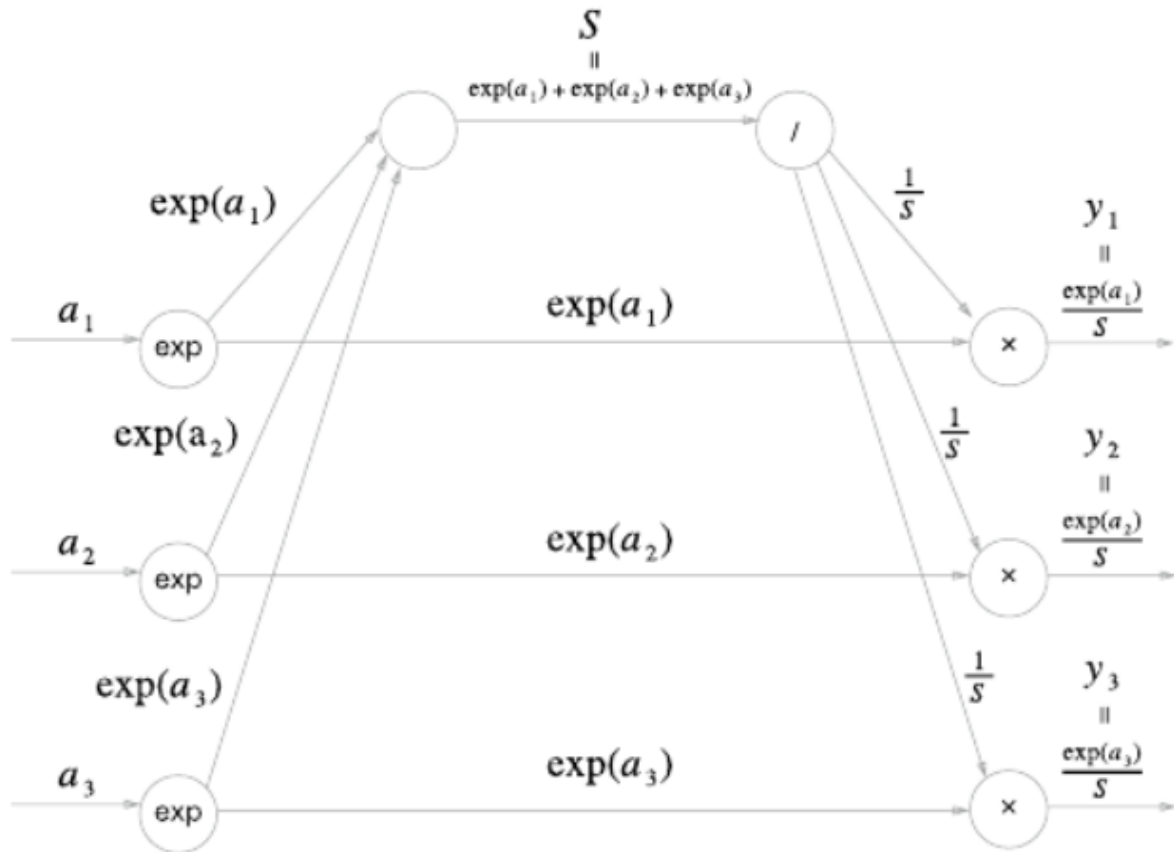 S
=
exp(a₁) + exp(a₂) + exp(a₃)
/
exp(a₁)
1/S
y₁
=
exp(a₁)/S
a₁
exp
exp(a₁)
×
exp(a₂)
1/S
y₂
=
exp(a₂)/S
a₂
exp
exp(a₂)
×
exp(a₃)
1/S
y₃
=
exp(a₃)/S
a₃
exp
exp(a₃)
×